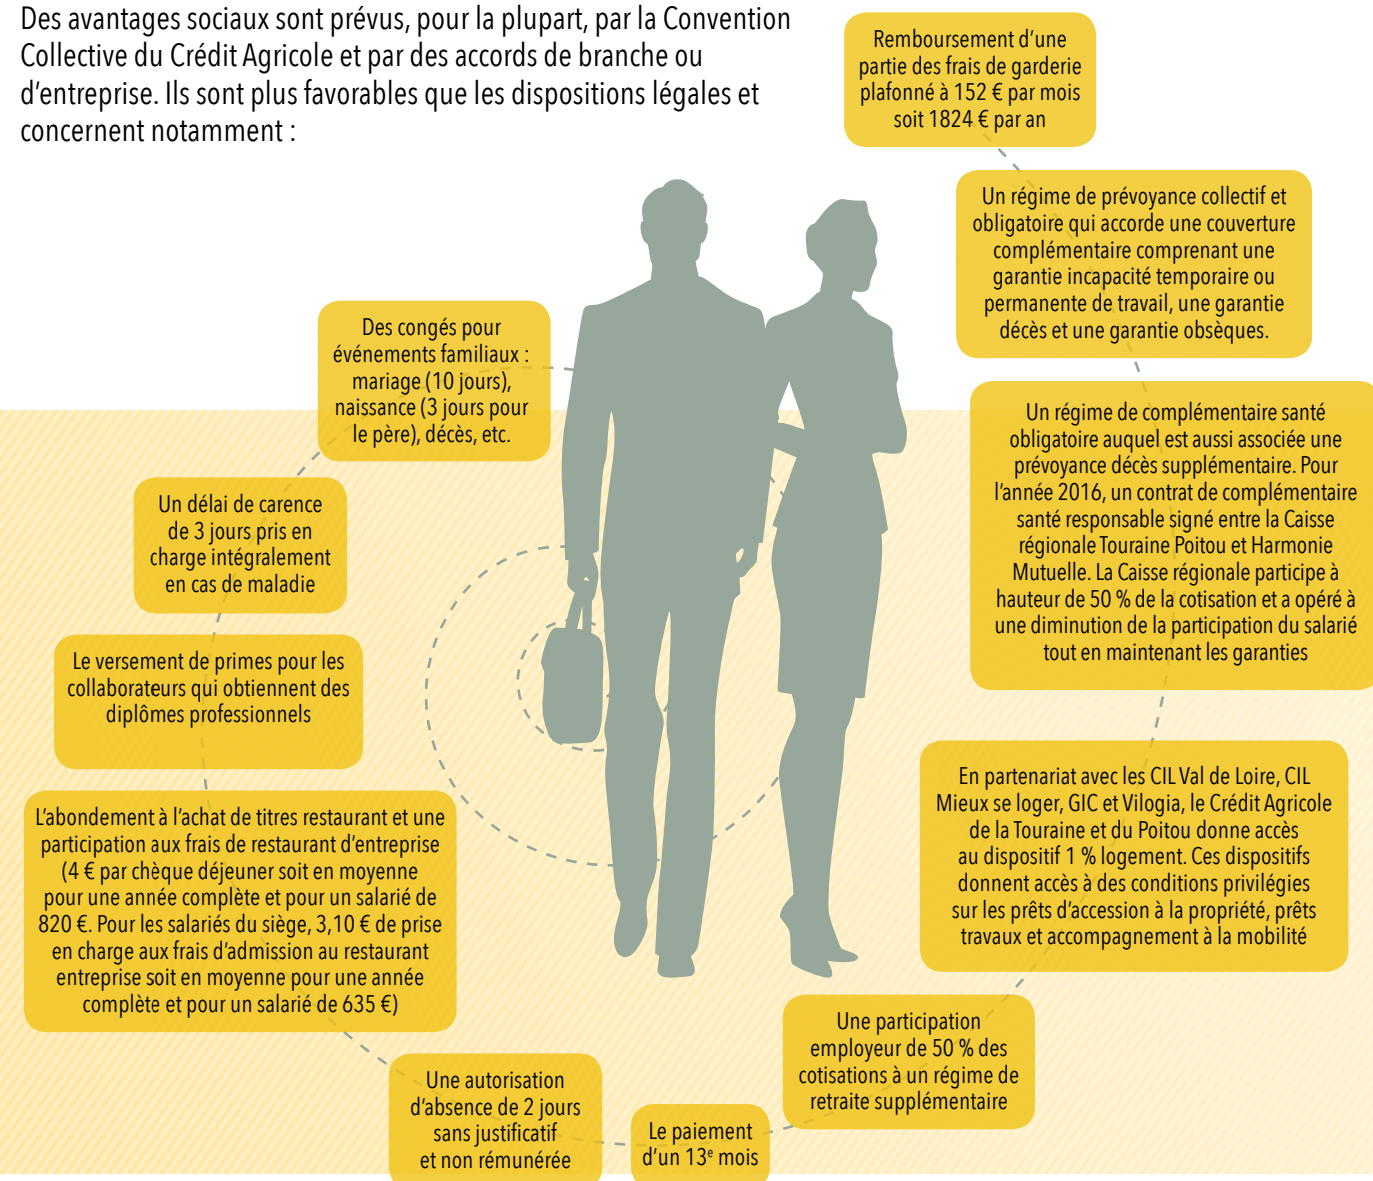 Des avantages sociaux sont prévus, pour la plupart, par la Convention
Collective du Crédit Agricole et par des accords de branche ou
d'entreprise. Ils sont plus favorables que les dispositions légales et
concernent notamment :
Remboursement d'une
partie des frais de garderie
plafonné à 152 € par mois
soit 1824 € par an
Un régime de prévoyance collectif et
obligatoire qui accorde une couverture
complémentaire comprenant une
garantie incapacité temporaire ou
permanente de travail, une garantie
décès et une garantie obsèques.
Un régime de complémentaire santé
obligatoire auquel est aussi associée une
prévoyance décès supplémentaire. Pour
l'année 2016, un contrat de complémentaire
santé responsable signé entre la Caisse
régionale Touraine Poitou et Harmonie
Mutuelle. La Caisse régionale participe à
hauteur de 50 % de la cotisation et a opéré à
une diminution de la participation du salarié
tout en maintenant les garanties
En partenariat avec les CIL Val de Loire, CIL
Mieux se loger, GIC et Vilogia, le Crédit Agricole
de la Touraine et du Poitou donne accès
au dispositif 1 % logement. Ces dispositifs
donnent accès à des conditions privilégies
sur les prêts d'accession à la propriété, prêts
travaux et accompagnement à la mobilité
Une participation
employeur de 50 % des
cotisations à un régime de
retraite supplémentaire
Le paiement
d'un 13e mois
Une autorisation
d'absence de 2 jours
sans justificatif
et non rémunérée
L'abondement à l'achat de titres restaurant et une
participation aux frais de restaurant d'entreprise
(4 € par chèque déjeuner soit en moyenne
pour une année complète et pour un salarié de
820 €. Pour les salariés du siège, 3,10 € de prise
en charge aux frais d'admission au restaurant
entreprise soit en moyenne pour une année
complète et pour un salarié de 635 €)
Le versement de primes pour les
collaborateurs qui obtiennent des
diplômes professionnels
Un délai de carence
de 3 jours pris en
charge intégralement
en cas de maladie
Des congés pour
événements familiaux :
mariage (10 jours),
naissance (3 jours pour
le père), décès, etc.